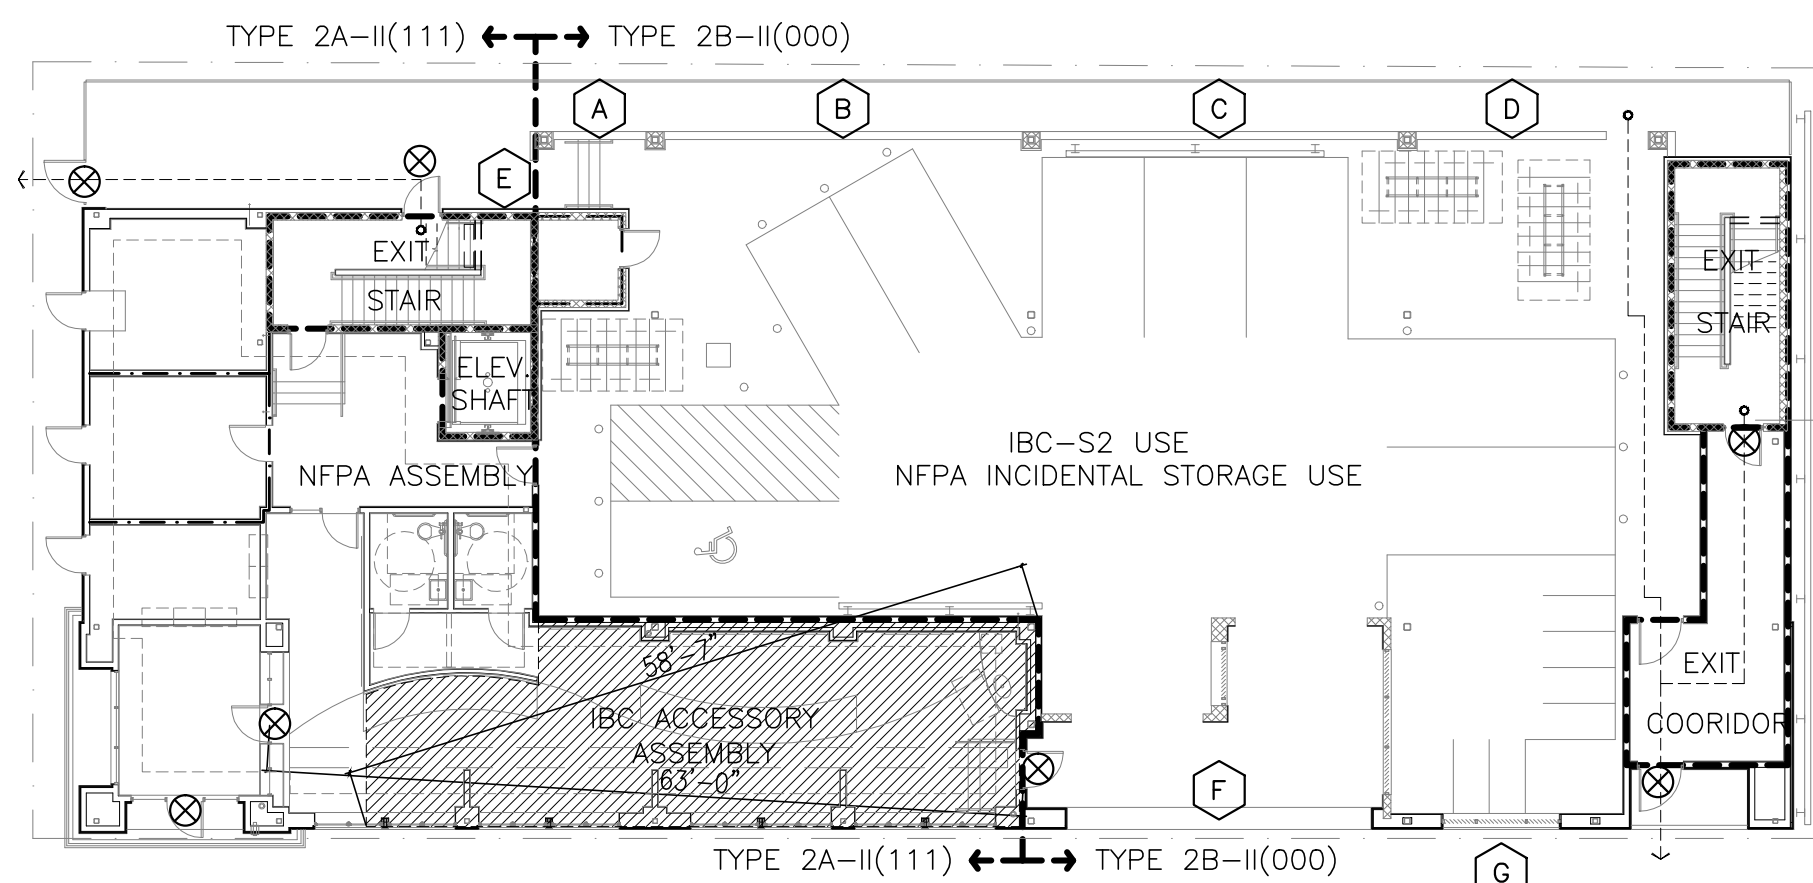 TYPE 2A-II(111) TYPE 2B-II(000)
A B C D
E
EXIT
STAIR
EXIT
STAIR
ELEV.
SHAFT
IBC-S2 USE
NFPA ASSEMBLY
NFPA INCIDENTAL STORAGE USE
58'-7"
EXIT
COORIDOR
IBC ACCESSORY
ASSEMBLY
63'-0"
F
TYPE 2A-II(111) TYPE 2B-II(000)
G